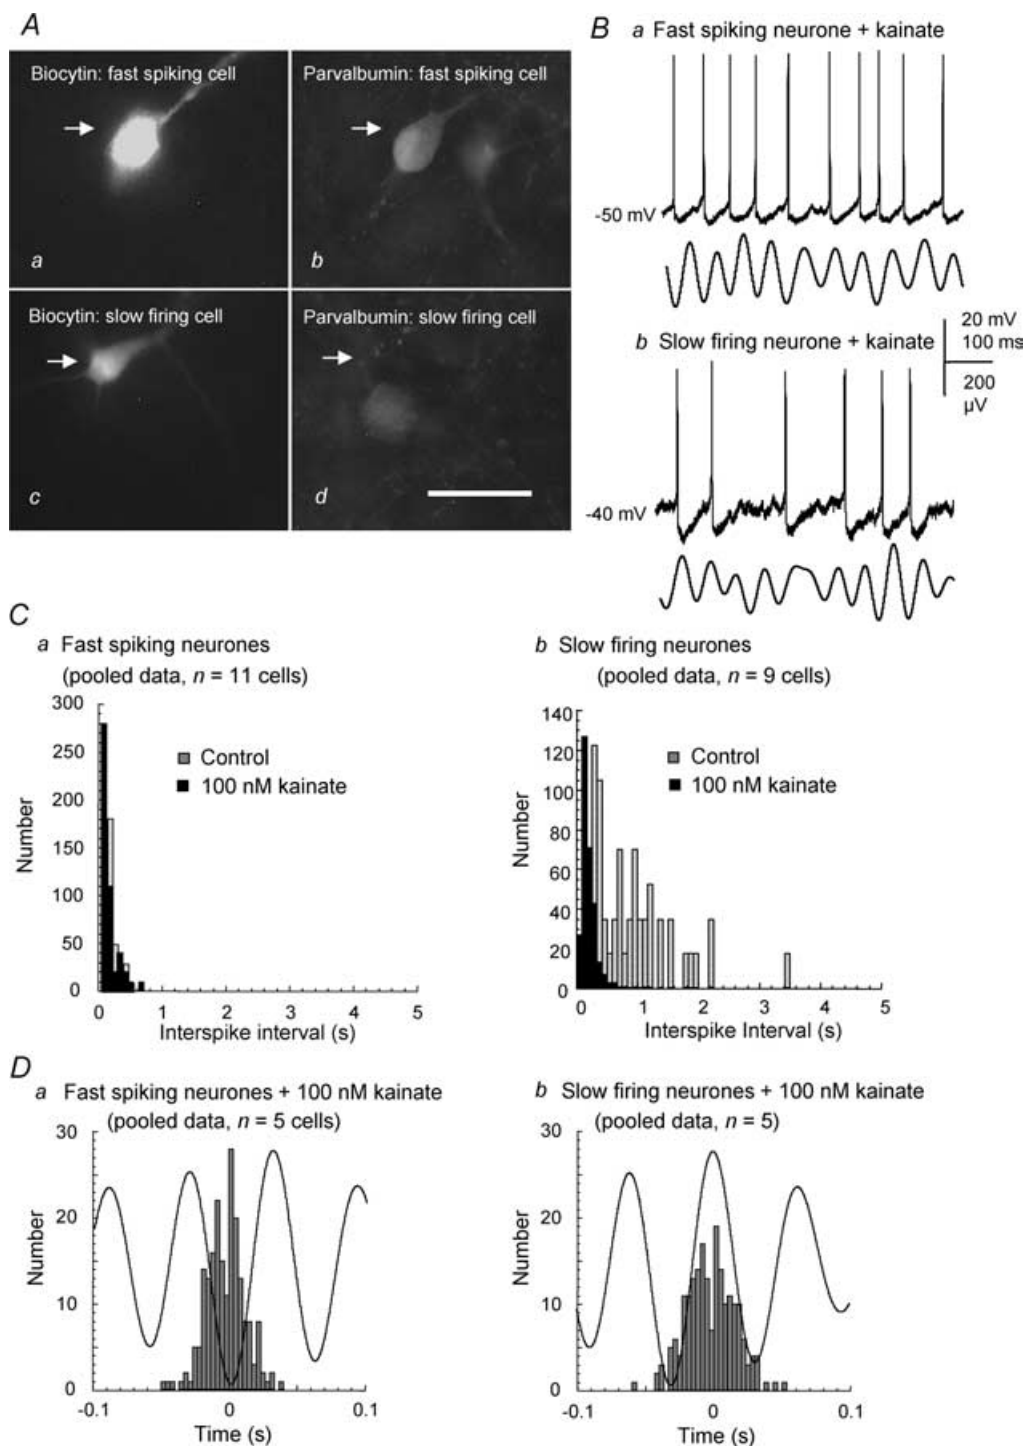 A
Biocytin: fast spiking cell
a
Parvalbumin: fast spiking cell
b
Biocytin: slow firing cell
c
Parvalbumin: slow firing cell
d
B
a Fast spiking neurone + kainate
-50 mV
20 mV
100 ms
200
µV
b Slow firing neurone + kainate
-40 mV
C
a Fast spiking neurones
(pooled data, n = 11 cells)
300
250
200
150
100
50
0
Number
Control
100 nM kainate
0 1 2 3 4 5
Interspike interval (s)
b Slow firing neurones
(pooled data, n = 9 cells)
140
120
100
80
60
40
20
0
Number
Control
100 nM kainate
0 1 2 3 4 5
Interspike Interval (s)
D
a Fast spiking neurones + 100 nM kainate
(pooled data, n = 5 cells)
30
20
10
0
Number
-0.1 0 0.1
Time (s)
b Slow firing neurones + 100 nM kainate
(pooled data, n = 5)
30
20
10
0
Number
-0.1 0 0.1
Time (s)